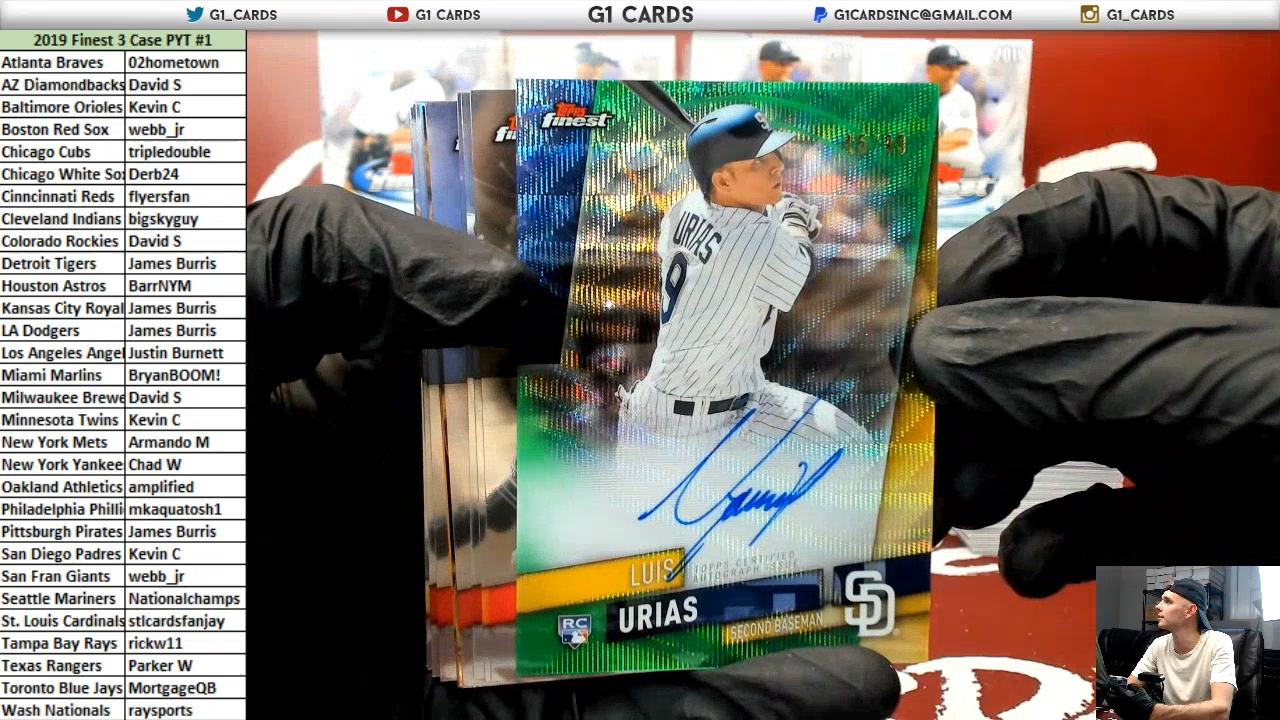 G1_CARDS
G1 CARDS
G1 CARDS
G1CARDSINC@GMAIL.COM
G1_CARDS
2019 Finest 3 Case PYT #1
Atlanta Braves 02hometown
AZ Diamondbacks David S
Baltimore Orioles Kevin C
Boston Red Sox webb_jr
Chicago Cubs tripledouble
Chicago White Sox Derb24
Cinncinnati Reds flyersfan
Cleveland Indians bigskyguy
Colorado Rockies David S
Detroit Tigers James Burris
Houston Astros BarrNYM
Kansas City Royal James Burris
LA Dodgers James Burris
Los Angeles Angel Justin Burnett
Miami Marlins BryanBOOM!
Milwaukee Brewe David S
Minnesota Twins Kevin C
New York Mets Armando M
New York Yankee Chad W
Oakland Athletics amplified
Philadelphia Philli mkaquatosh1
Pittsburgh Pirates James Burris
San Diego Padres Kevin C
San Fran Giants webb_jr
Seattle Mariners Nationalchamps
St. Louis Cardinals stlcardsfanjay
Tampa Bay Rays rickw11
Texas Rangers Parker W
Toronto Blue Jays MortgageQB
Wash Nationals raysports
Topps
finest
URIAS
9
TOPPS CERTIFIED
AUTOGRAPH ISSUE
LUIS
URIAS
SECOND BASEMAN
RC
SD